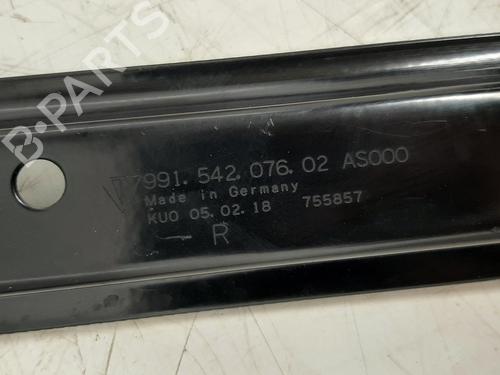 991.542.076.02 AS000
Made in Germany
KUO 05.02.18 755857
- R
B-PARTS